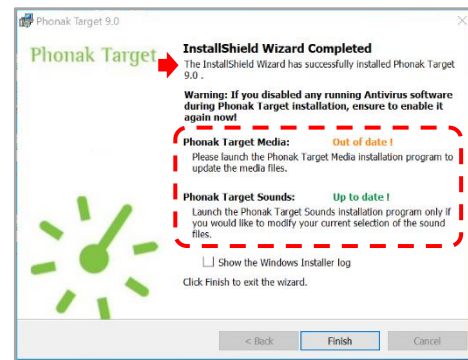 Phonak Target 9.0
Phonak Target
InstallShield Wizard Completed
The InstallShield Wizard has successfully installed Phonak Target
9.0 .
Warning: If you disabled any running Antivirus software
during Phonak Target installation, ensure to enable it
again now!
Phonak Target Media: Out of date !
Please launch the Phonak Target Media installation program to
update the media files.
Phonak Target Sounds: Up to date !
Launch the Phonak Target Sounds installation program only if
you would like to modify your current selection of the sound
files.
Show the Windows Installer log
Click Finish to exit the wizard.
< Back Finish Cancel